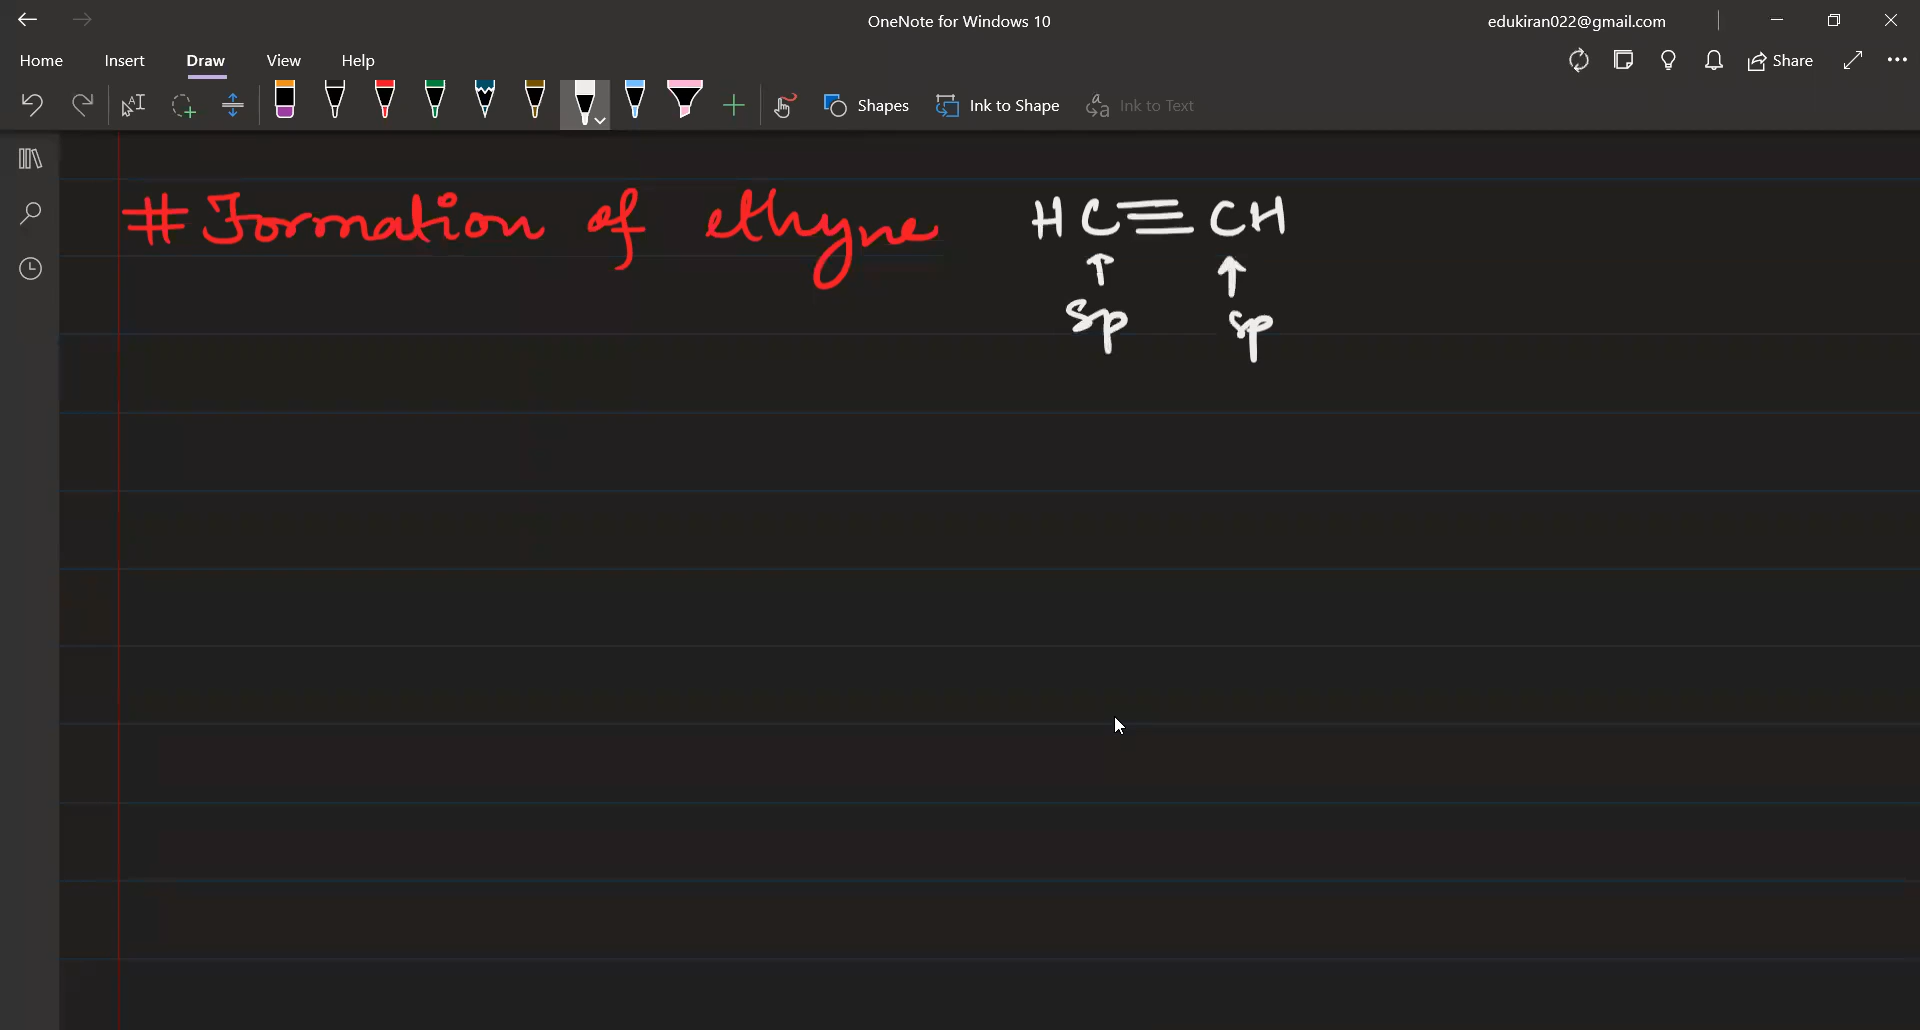 OneNote for Windows 10
edukiran022@gmail.com
Home Insert Draw View Help
Share
Shapes Ink to Shape Ink to Text
# Formation of ethyne HC≡CH
↑ ↑
Sp sp